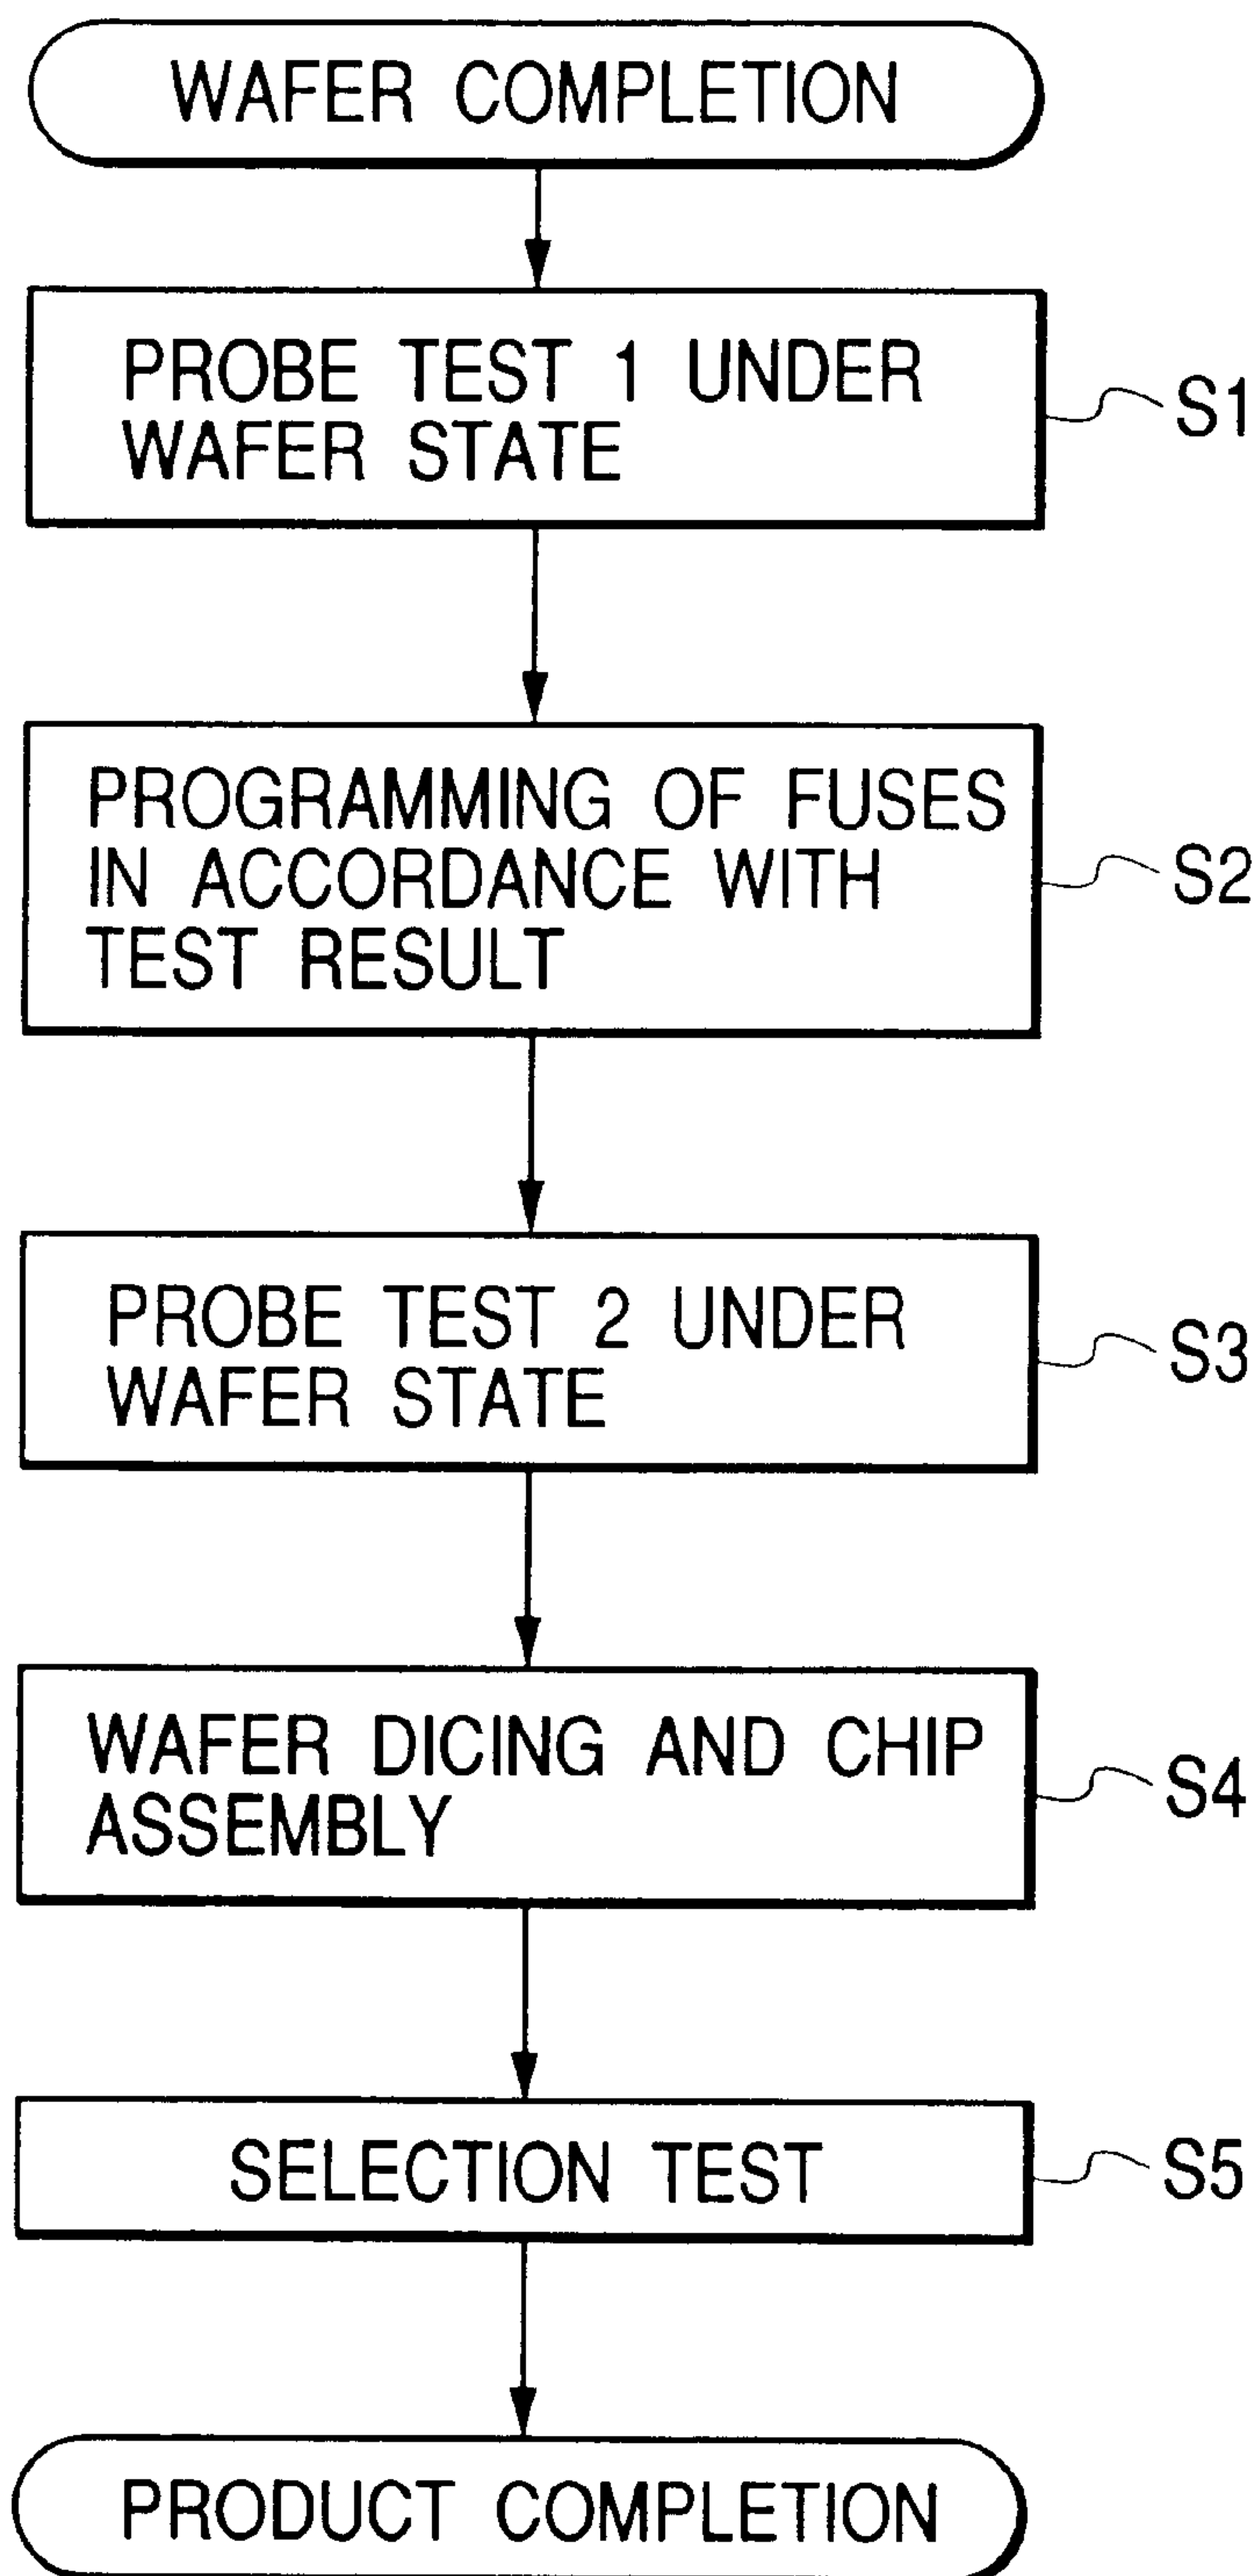 WAFER COMPLETION
PROBE TEST 1 UNDER
WAFER STATE
S1
PROGRAMMING OF FUSES
IN ACCORDANCE WITH
TEST RESULT
S2
PROBE TEST 2 UNDER
WAFER STATE
S3
WAFER DICING AND CHIP
ASSEMBLY
S4
SELECTION TEST
S5
PRODUCT COMPLETION